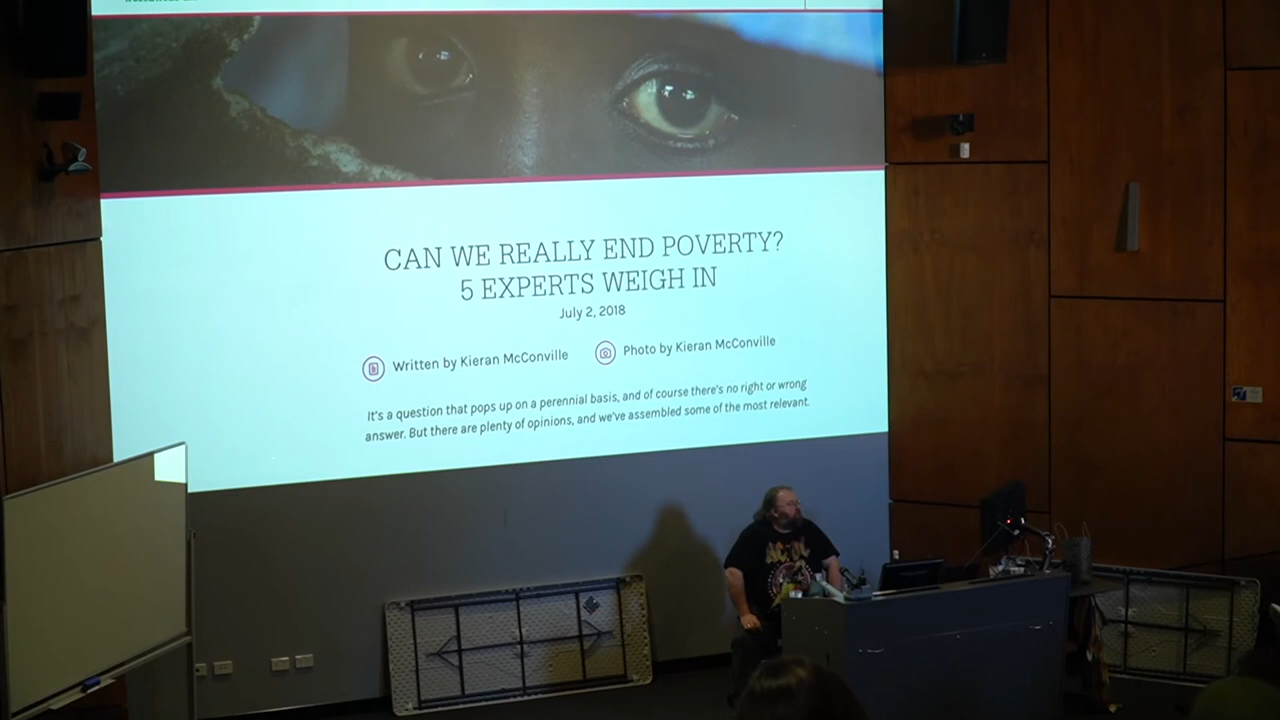 CAN WE REALLY END POVERTY?
5 EXPERTS WEIGH IN
July 2, 2018
Written by Kieran McConville
Photo by Kieran McConville
It's a question that pops up on a perennial basis, and of course there's no right or wrong
answer. But there are plenty of opinions, and we've assembled some of the most relevant.
AC DC